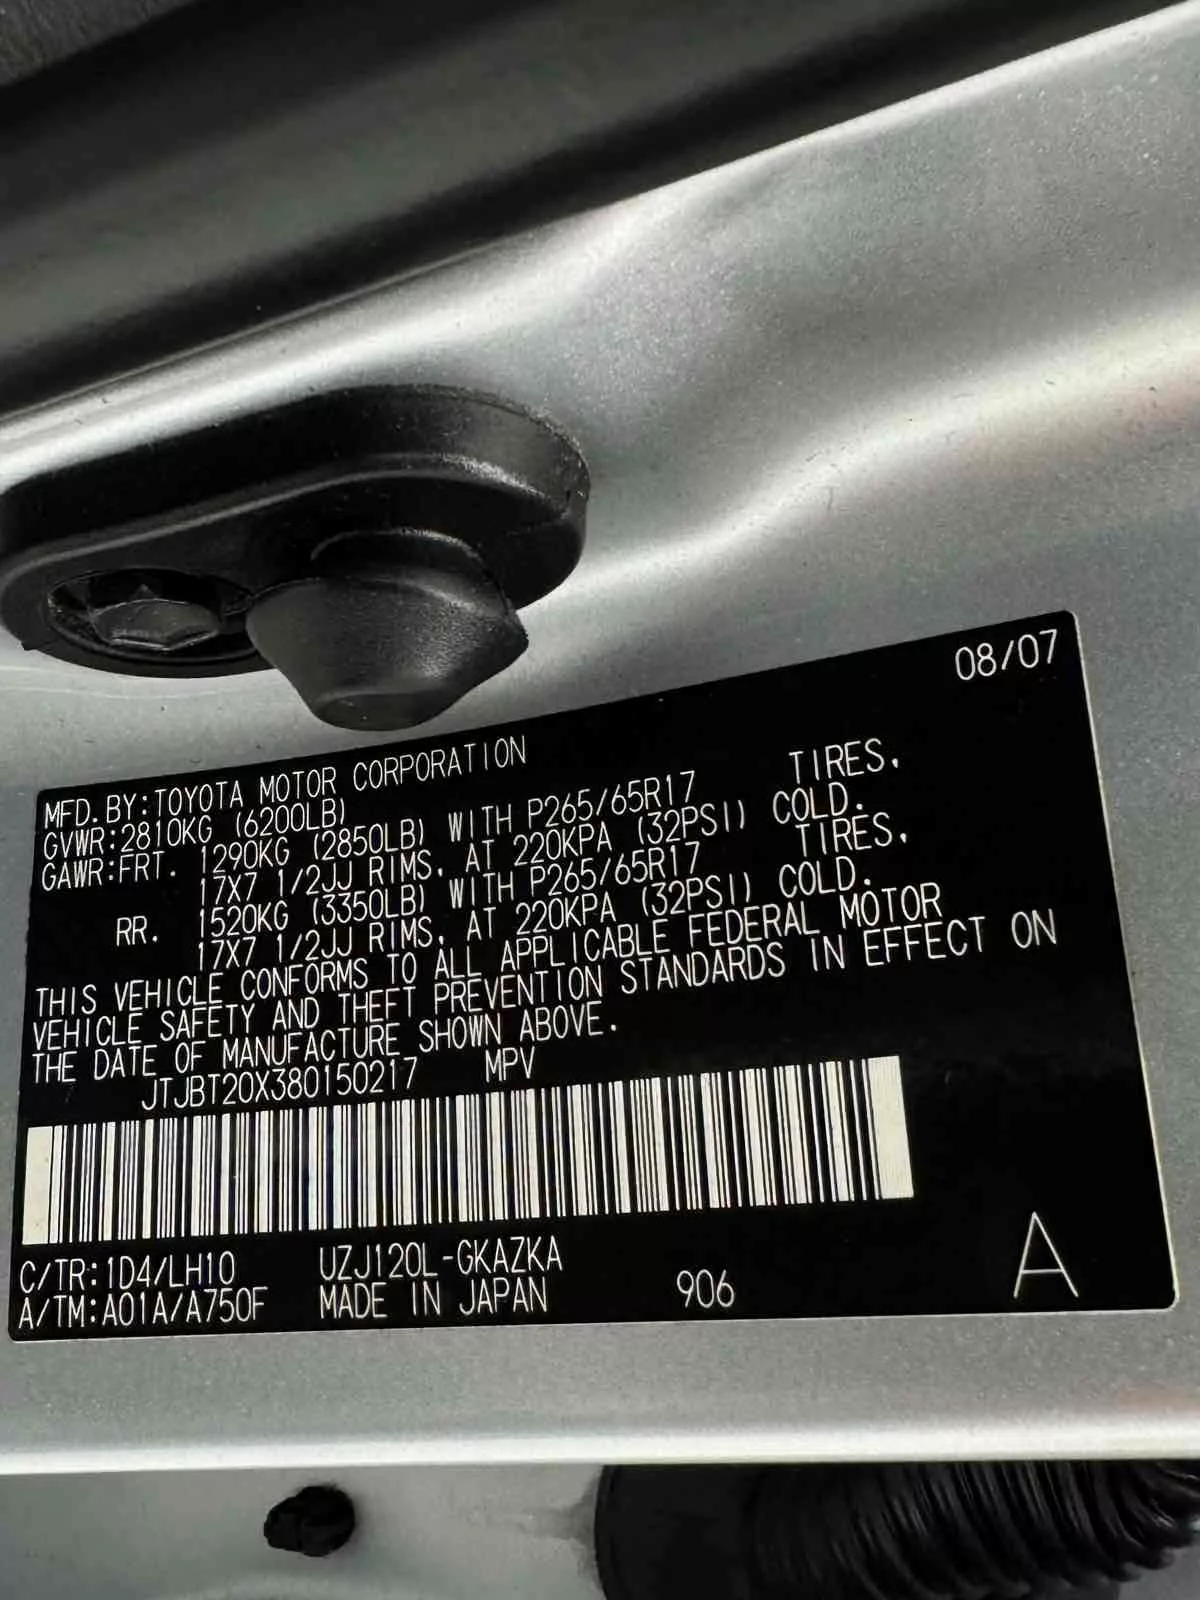 08/07
MFD.BY:TOYOTA MOTOR CORPORATION
GVWR:2810KG (6200LB)
GAWR:FRT. 1290KG (2850LB) WITH P265/65R17 TIRES,
17X7 1/2JJ RIMS, AT 220KPA (32PSI) COLD.
RR. 1520KG (3350LB) WITH P265/65R17 TIRES,
17X7 1/2JJ RIMS, AT 220KPA (32PSI) COLD.
THIS VEHICLE CONFORMS TO ALL APPLICABLE FEDERAL MOTOR
VEHICLE SAFETY AND THEFT PREVENTION STANDARDS IN EFFECT ON
THE DATE OF MANUFACTURE SHOWN ABOVE.
JTJBT20X380150217 MPV
C/TR:1D4/LH10 UZJ120L-GKAZKA
A/TM:A01A/A750F MADE IN JAPAN 906 A